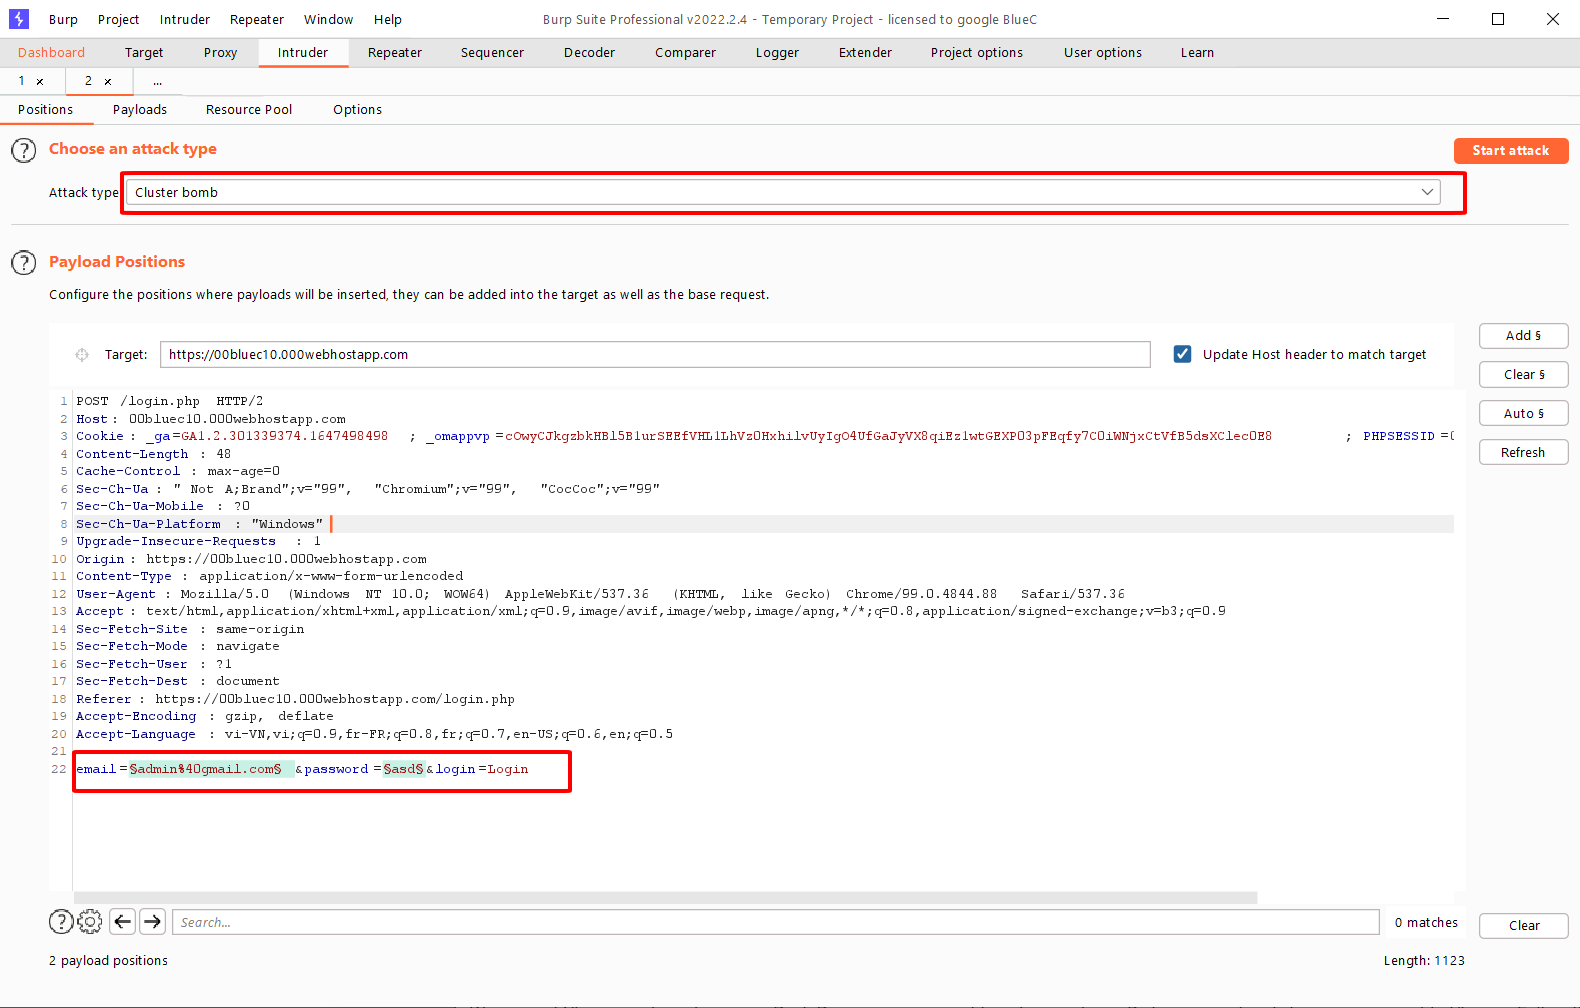 Burp Project Intruder Repeater Window Help Burp Suite Professional v2022.2.4 - Temporary Project - licensed to google BlueC
Dashboard Target Proxy Intruder Repeater Sequencer Decoder Comparer Logger Extender Project options User options Learn
1 × 2 × ...
Positions Payloads Resource Pool Options
? Choose an attack type Start attack
Attack type Cluster bomb
? Payload Positions
Configure the positions where payloads will be inserted, they can be added into the target as well as the base request.
Target: https://00bluec10.000webhostapp.com Update Host header to match target
Add §
Clear §
Auto §
Refresh
1 POST /login.php HTTP/2
2 Host : 00bluec10.000webhostapp.com
3 Cookie : _ga=GA1.2.301339374.1647498498 ; _omappvp =cOwyCJkgzbkHBl5B1urSEEfVHL1LhVz0HxhilvUyIgO4UfGaJyVX8qiEz1wtGEXP03pFEqfy7C0iWNjxCtVfB5dsXClec0E8 ; PHPSESSID =
4 Content-Length : 48
5 Cache-Control : max-age=0
6 Sec-Ch-Ua : " Not A;Brand";v="99", "Chromium";v="99", "CocCoc";v="99"
7 Sec-Ch-Ua-Mobile : ?0
8 Sec-Ch-Ua-Platform : "Windows"
9 Upgrade-Insecure-Requests : 1
10 Origin : https://00bluec10.000webhostapp.com
11 Content-Type : application/x-www-form-urlencoded
12 User-Agent : Mozilla/5.0 (Windows NT 10.0; WOW64) AppleWebKit/537.36 (KHTML, like Gecko) Chrome/99.0.4844.88 Safari/537.36
13 Accept : text/html,application/xhtml+xml,application/xml;q=0.9,image/avif,image/webp,image/apng,*/*;q=0.8,application/signed-exchange;v=b3;q=0.9
14 Sec-Fetch-Site : same-origin
15 Sec-Fetch-Mode : navigate
16 Sec-Fetch-User : ?1
17 Sec-Fetch-Dest : document
18 Referer : https://00bluec10.000webhostapp.com/login.php
19 Accept-Encoding : gzip, deflate
20 Accept-Language : vi-VN,vi;q=0.9,fr-FR;q=0.8,fr;q=0.7,en-US;q=0.6,en;q=0.5
21
22 email =§admin%40gmail.com§ &password =§asd§&login =Login
? Search... 0 matches Clear
2 payload positions Length: 1123